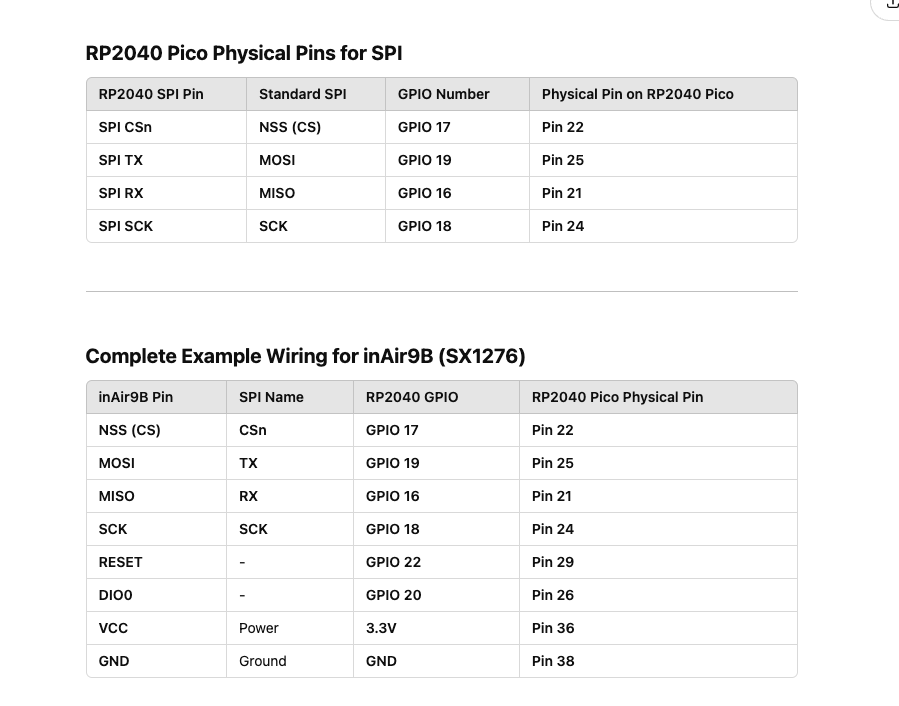 RP2040 Pico Physical Pins for SPI
RP2040 SPI Pin Standard SPI GPIO Number Physical Pin on RP2040 Pico
SPI CSn NSS (CS) GPIO 17 Pin 22
SPI TX MOSI GPIO 19 Pin 25
SPI RX MISO GPIO 16 Pin 21
SPI SCK SCK GPIO 18 Pin 24
Complete Example Wiring for inAir9B (SX1276)
inAir9B Pin SPI Name RP2040 GPIO RP2040 Pico Physical Pin
NSS (CS) CSn GPIO 17 Pin 22
MOSI TX GPIO 19 Pin 25
MISO RX GPIO 16 Pin 21
SCK SCK GPIO 18 Pin 24
RESET - GPIO 22 Pin 29
DIO0 - GPIO 20 Pin 26
VCC Power 3.3V Pin 36
GND Ground GND Pin 38